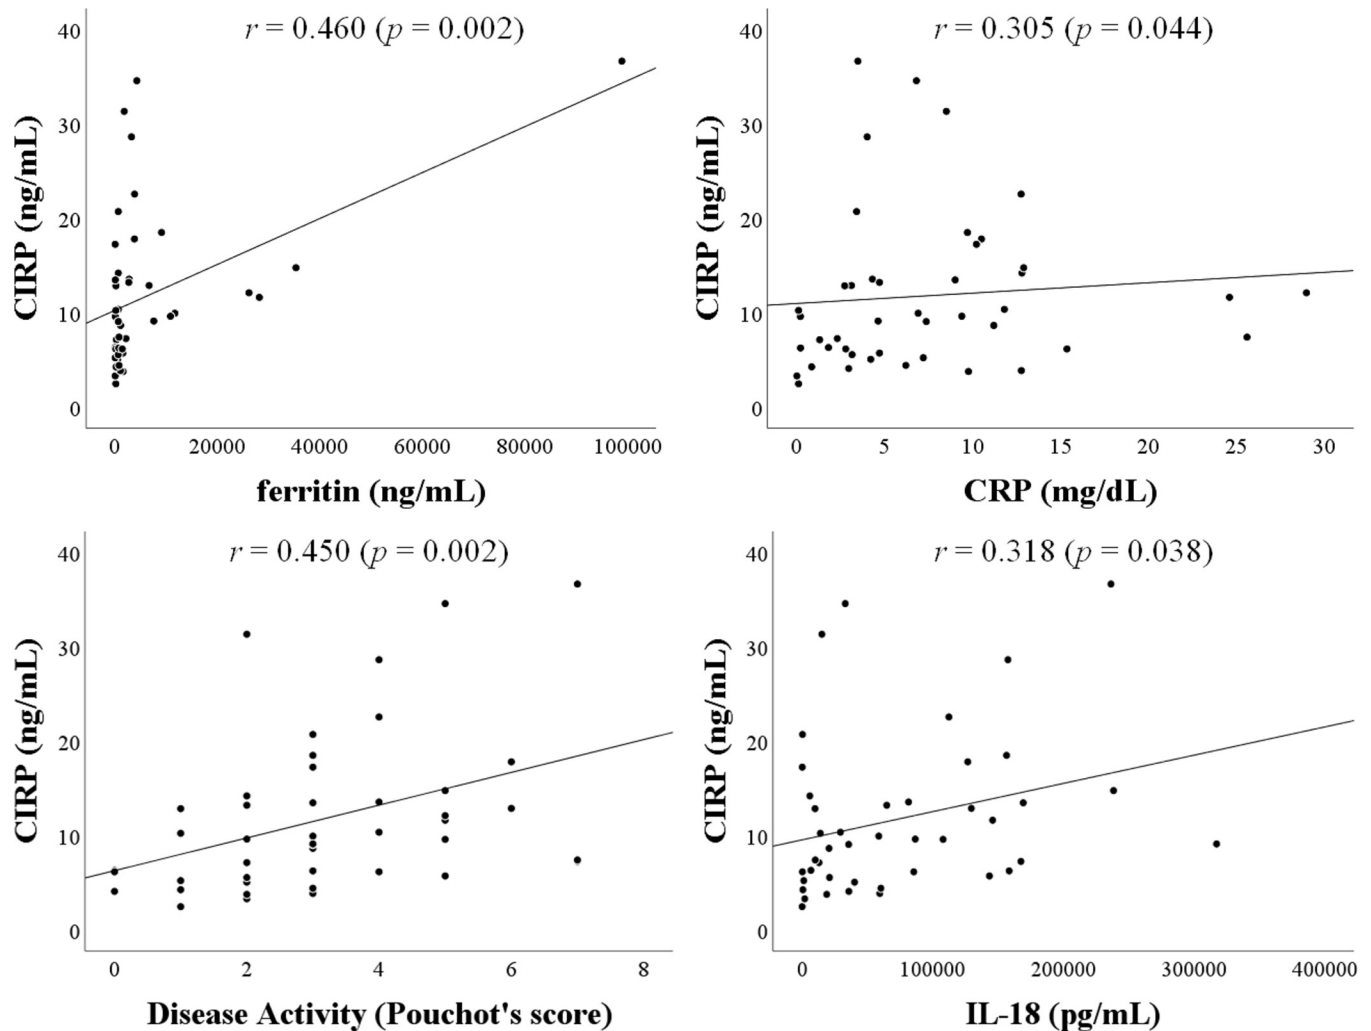 r = 0.460 (p = 0.002)
40
30
20
10
0
CIRP (ng/mL)
0 20000 40000 60000 80000 100000
ferritin (ng/mL)
r = 0.305 (p = 0.044)
40
30
20
10
0
CIRP (ng/mL)
0 5 10 15 20 25 30
CRP (mg/dL)
r = 0.450 (p = 0.002)
40
30
20
10
0
CIRP (ng/mL)
0 2 4 6 8
Disease Activity (Pouchot's score)
r = 0.318 (p = 0.038)
40
30
20
10
0
CIRP (ng/mL)
0 100000 200000 300000 400000
IL-18 (pg/mL)